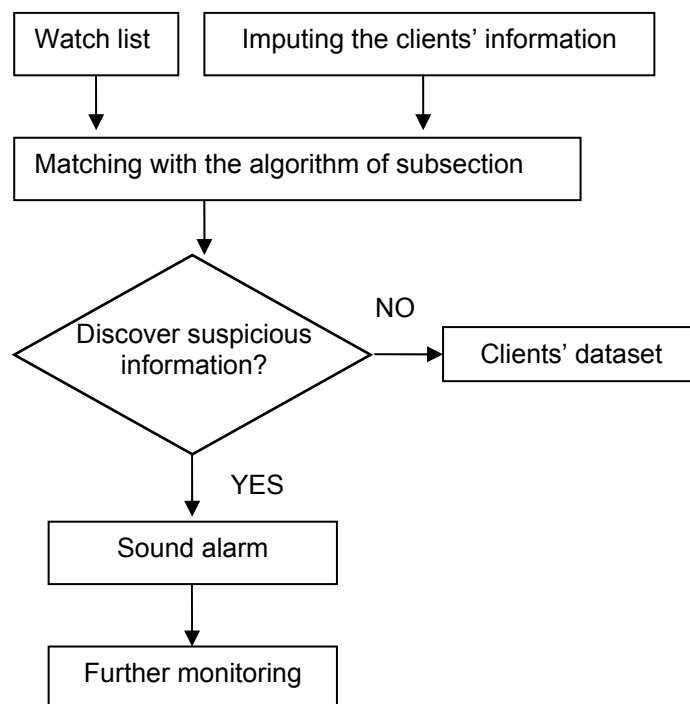 Watch list
Imputing the clients’ information
Matching with the algorithm of subsection
Discover suspicious
information?
NO
Clients’ dataset
YES
Sound alarm
Further monitoring